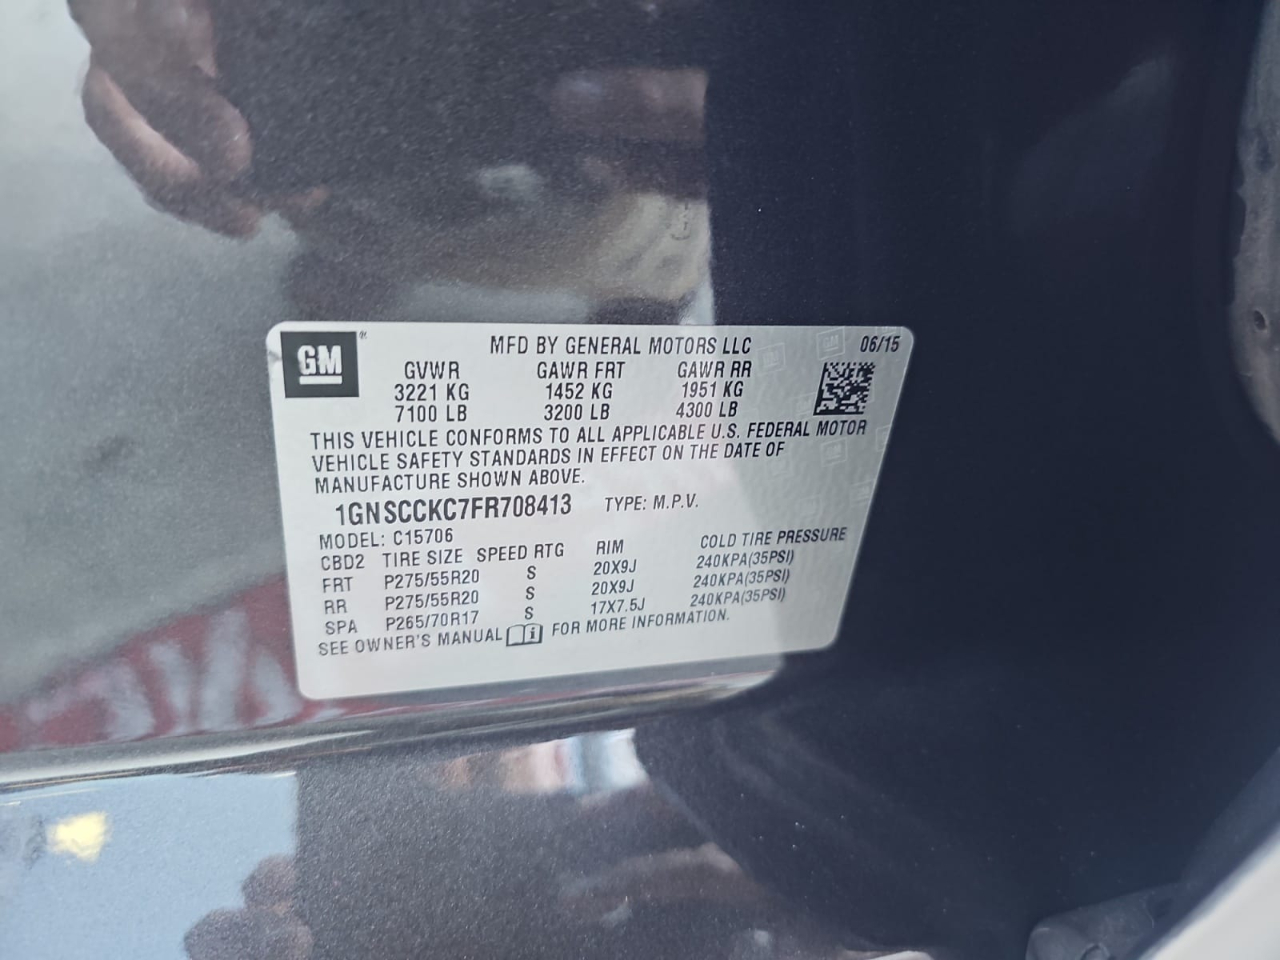 GM
MFD BY GENERAL MOTORS LLC 06/15
GVWR GAWR FRT GAWR RR
3221 KG 1452 KG 1951 KG
7100 LB 3200 LB 4300 LB
THIS VEHICLE CONFORMS TO ALL APPLICABLE U.S. FEDERAL MOTOR
VEHICLE SAFETY STANDARDS IN EFFECT ON THE DATE OF
MANUFACTURE SHOWN ABOVE.
1GNSCCKC7FR708413 TYPE: M.P.V.
MODEL: C15706
CBD2 TIRE SIZE SPEED RTG RIM COLD TIRE PRESSURE
FRT P275/55R20 S 20X9J 240KPA(35PSI)
RR P275/55R20 S 20X9J 240KPA(35PSI)
SPA P265/70R17 S 17X7.5J 240KPA(35PSI)
SEE OWNER'S MANUAL i FOR MORE INFORMATION.